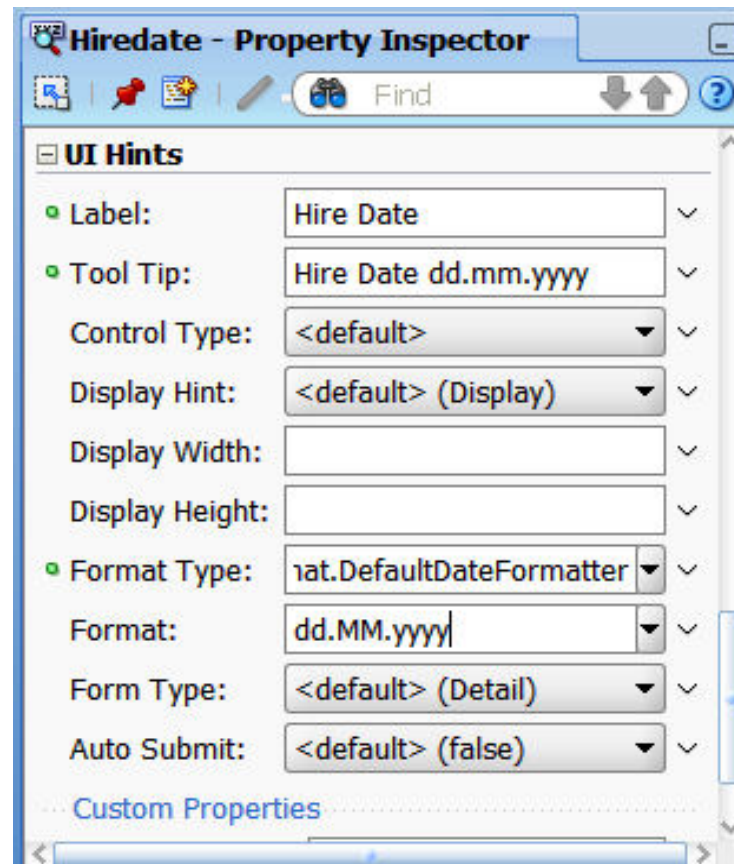 Hiredate - Property Inspector
Find
UI Hints
Label: Hire Date
Tool Tip: Hire Date dd.mm.yyyy
Control Type: <default>
Display Hint: <default> (Display)
Display Width:
Display Height:
Format Type: nat.DefaultDateFormatter
Format: dd.MM.yyyy
Form Type: <default> (Detail)
Auto Submit: <default> (false)
Custom Properties